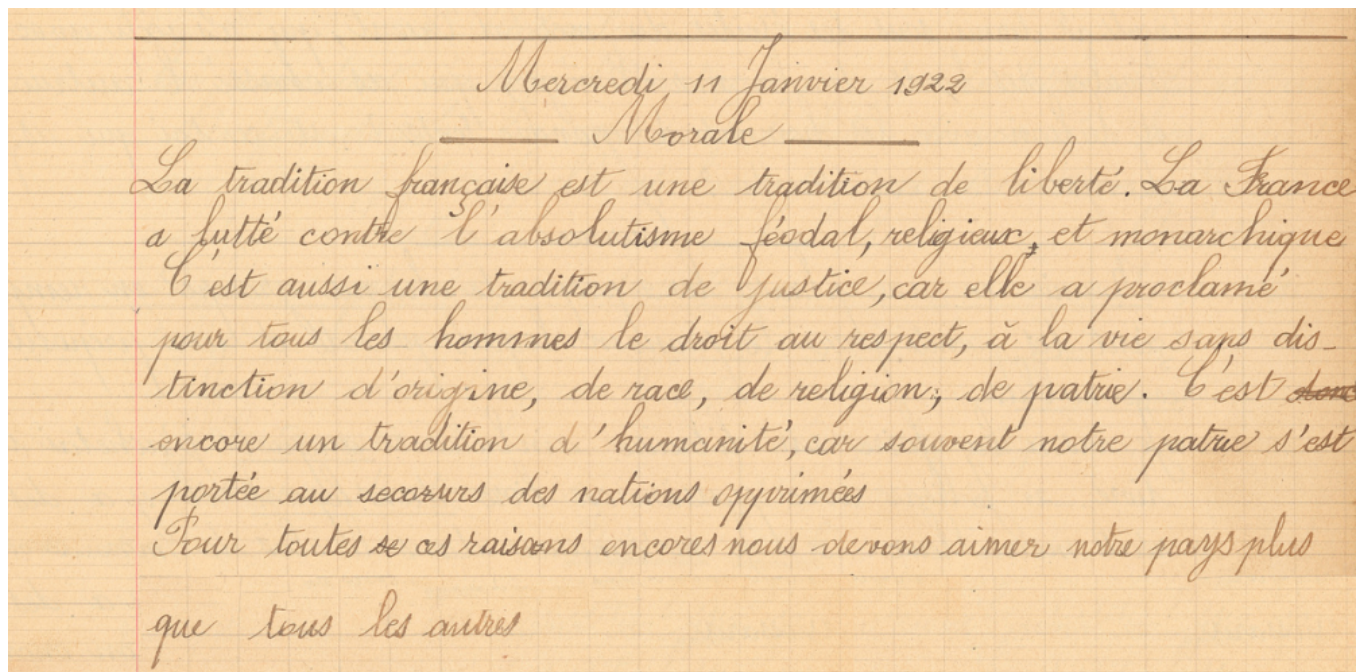 Mercredi 11 Janvier 1922
Morale
La tradition française est une tradition de liberté. La France
a lutté contre l'absolutisme féodal, religieux, et monarchique
C'est aussi une tradition de justice, car elle a proclamé
pour tous les hommes le droit au respect, à la vie sans dis-
tinction d'origine, de race, de religion, de patrie. C'est donc
encore un tradition d'humanité, car souvent notre patrie s'est
portée au secours des nations opprimées
Pour toutes se ces raisons encores nous devons aimer notre pays plus
que tous les autres